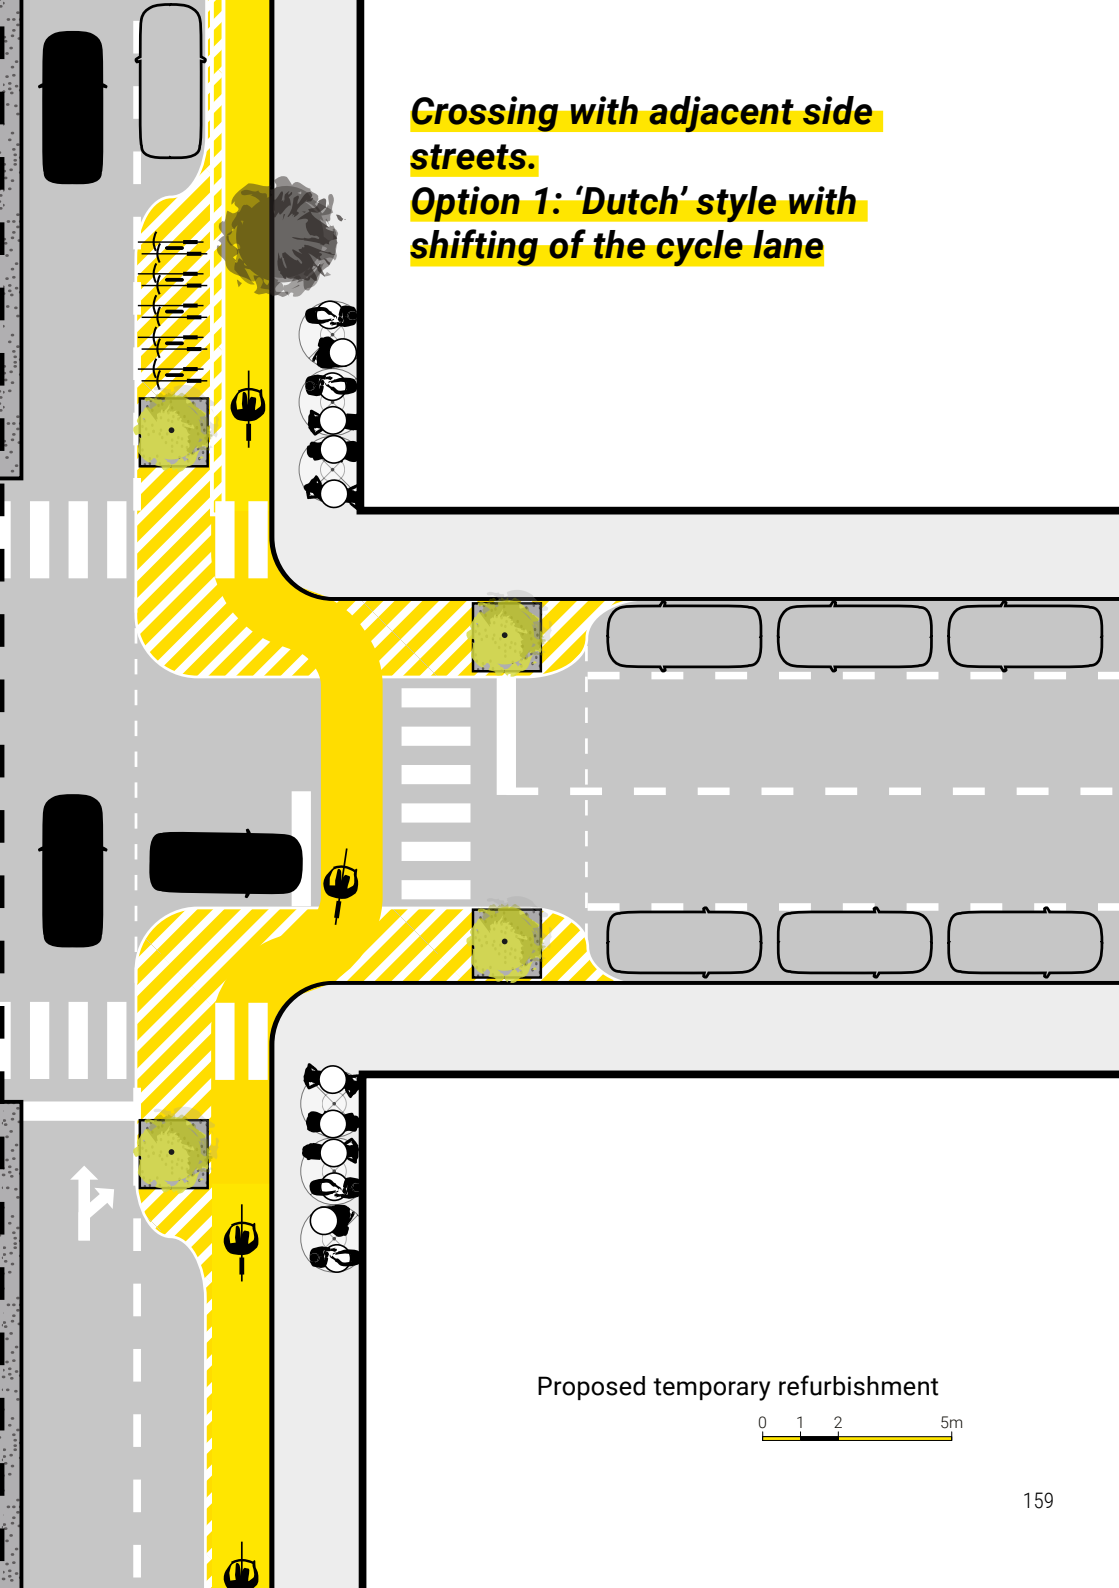 Crossing with adjacent side
streets.
Option 1: ‘Dutch’ style with
shifting of the cycle lane
Proposed temporary refurbishment
0 1 2 5m
159